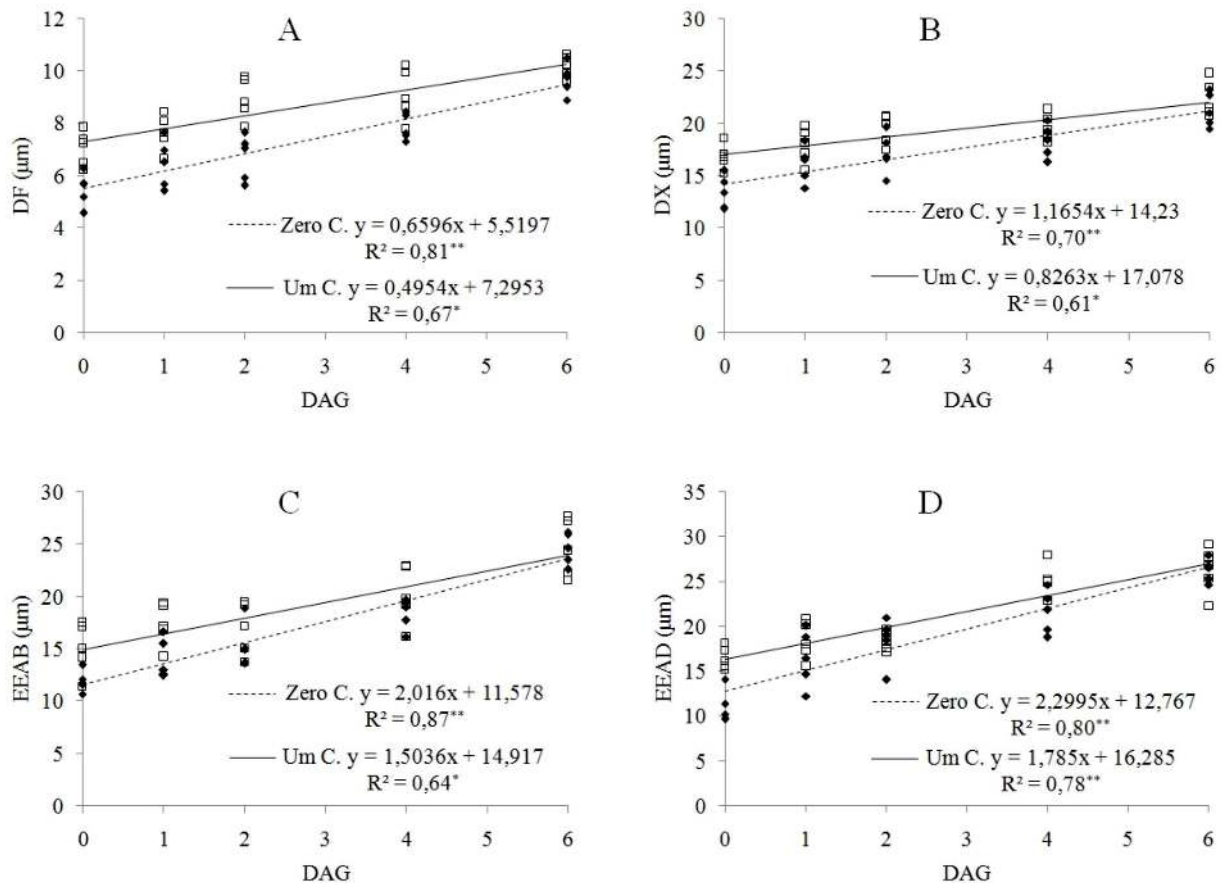 A
12
10
8
6
4
2
0
DF (µm)
Zero C. y = 0,6596x + 5,5197
R² = 0,81**
Um C. y = 0,4954x + 7,2953
R² = 0,67*
0 1 2 3 4 5 6
DAG
B
25
20
15
10
5
0
30
DX (µm)
Zero C. y = 1,1654x + 14,23
R² = 0,70**
Um C. y = 0,8263x + 17,078
R² = 0,61*
0 1 2 3 4 5 6
DAG
C
30
25
20
15
10
5
0
EEAB (µm)
Zero C. y = 2,016x + 11,578
R² = 0,87**
Um C. y = 1,5036x + 14,917
R² = 0,64*
0 1 2 3 4 5 6
DAG
D
35
30
25
20
15
10
5
0
EEAD (µm)
Zero C. y = 2,2995x + 12,767
R² = 0,80**
Um C. y = 1,785x + 16,285
R² = 0,78**
0 1 2 3 4 5 6
DAG